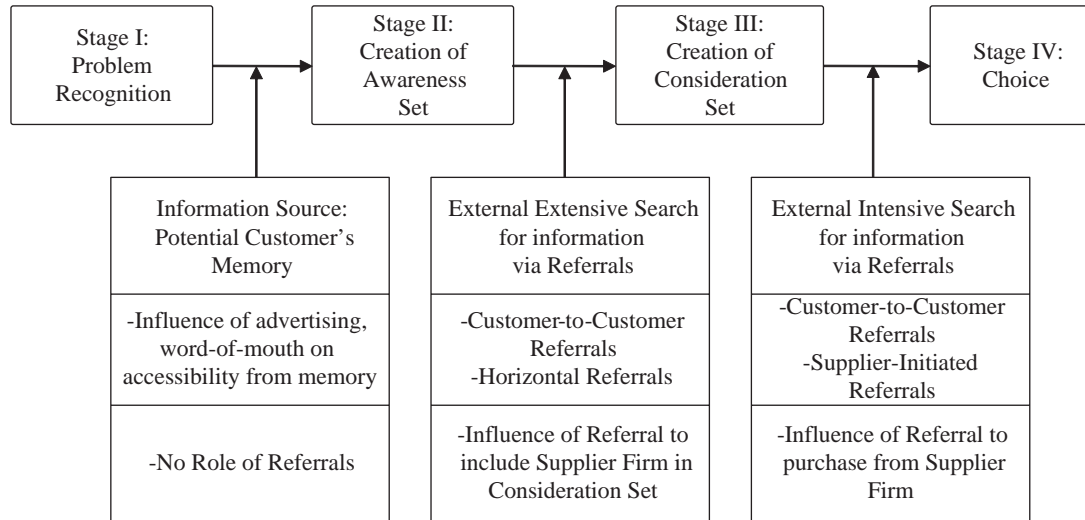 Stage I:
Problem
Recognition
Stage II:
Creation of
Awareness
Set
Stage III:
Creation of
Consideration
Set
Stage IV:
Choice
Information Source:
Potential Customer’s
Memory
-Influence of advertising,
word-of-mouth on
accessibility from memory
-No Role of Referrals
External Extensive Search
for information
via Referrals
-Customer-to-Customer
Referrals
-Horizontal Referrals
-Influence of Referral to
include Supplier Firm in
Consideration Set
External Intensive Search
for information
via Referrals
-Customer-to-Customer
Referrals
-Supplier-Initiated
Referrals
-Influence of Referral to
purchase from Supplier
Firm